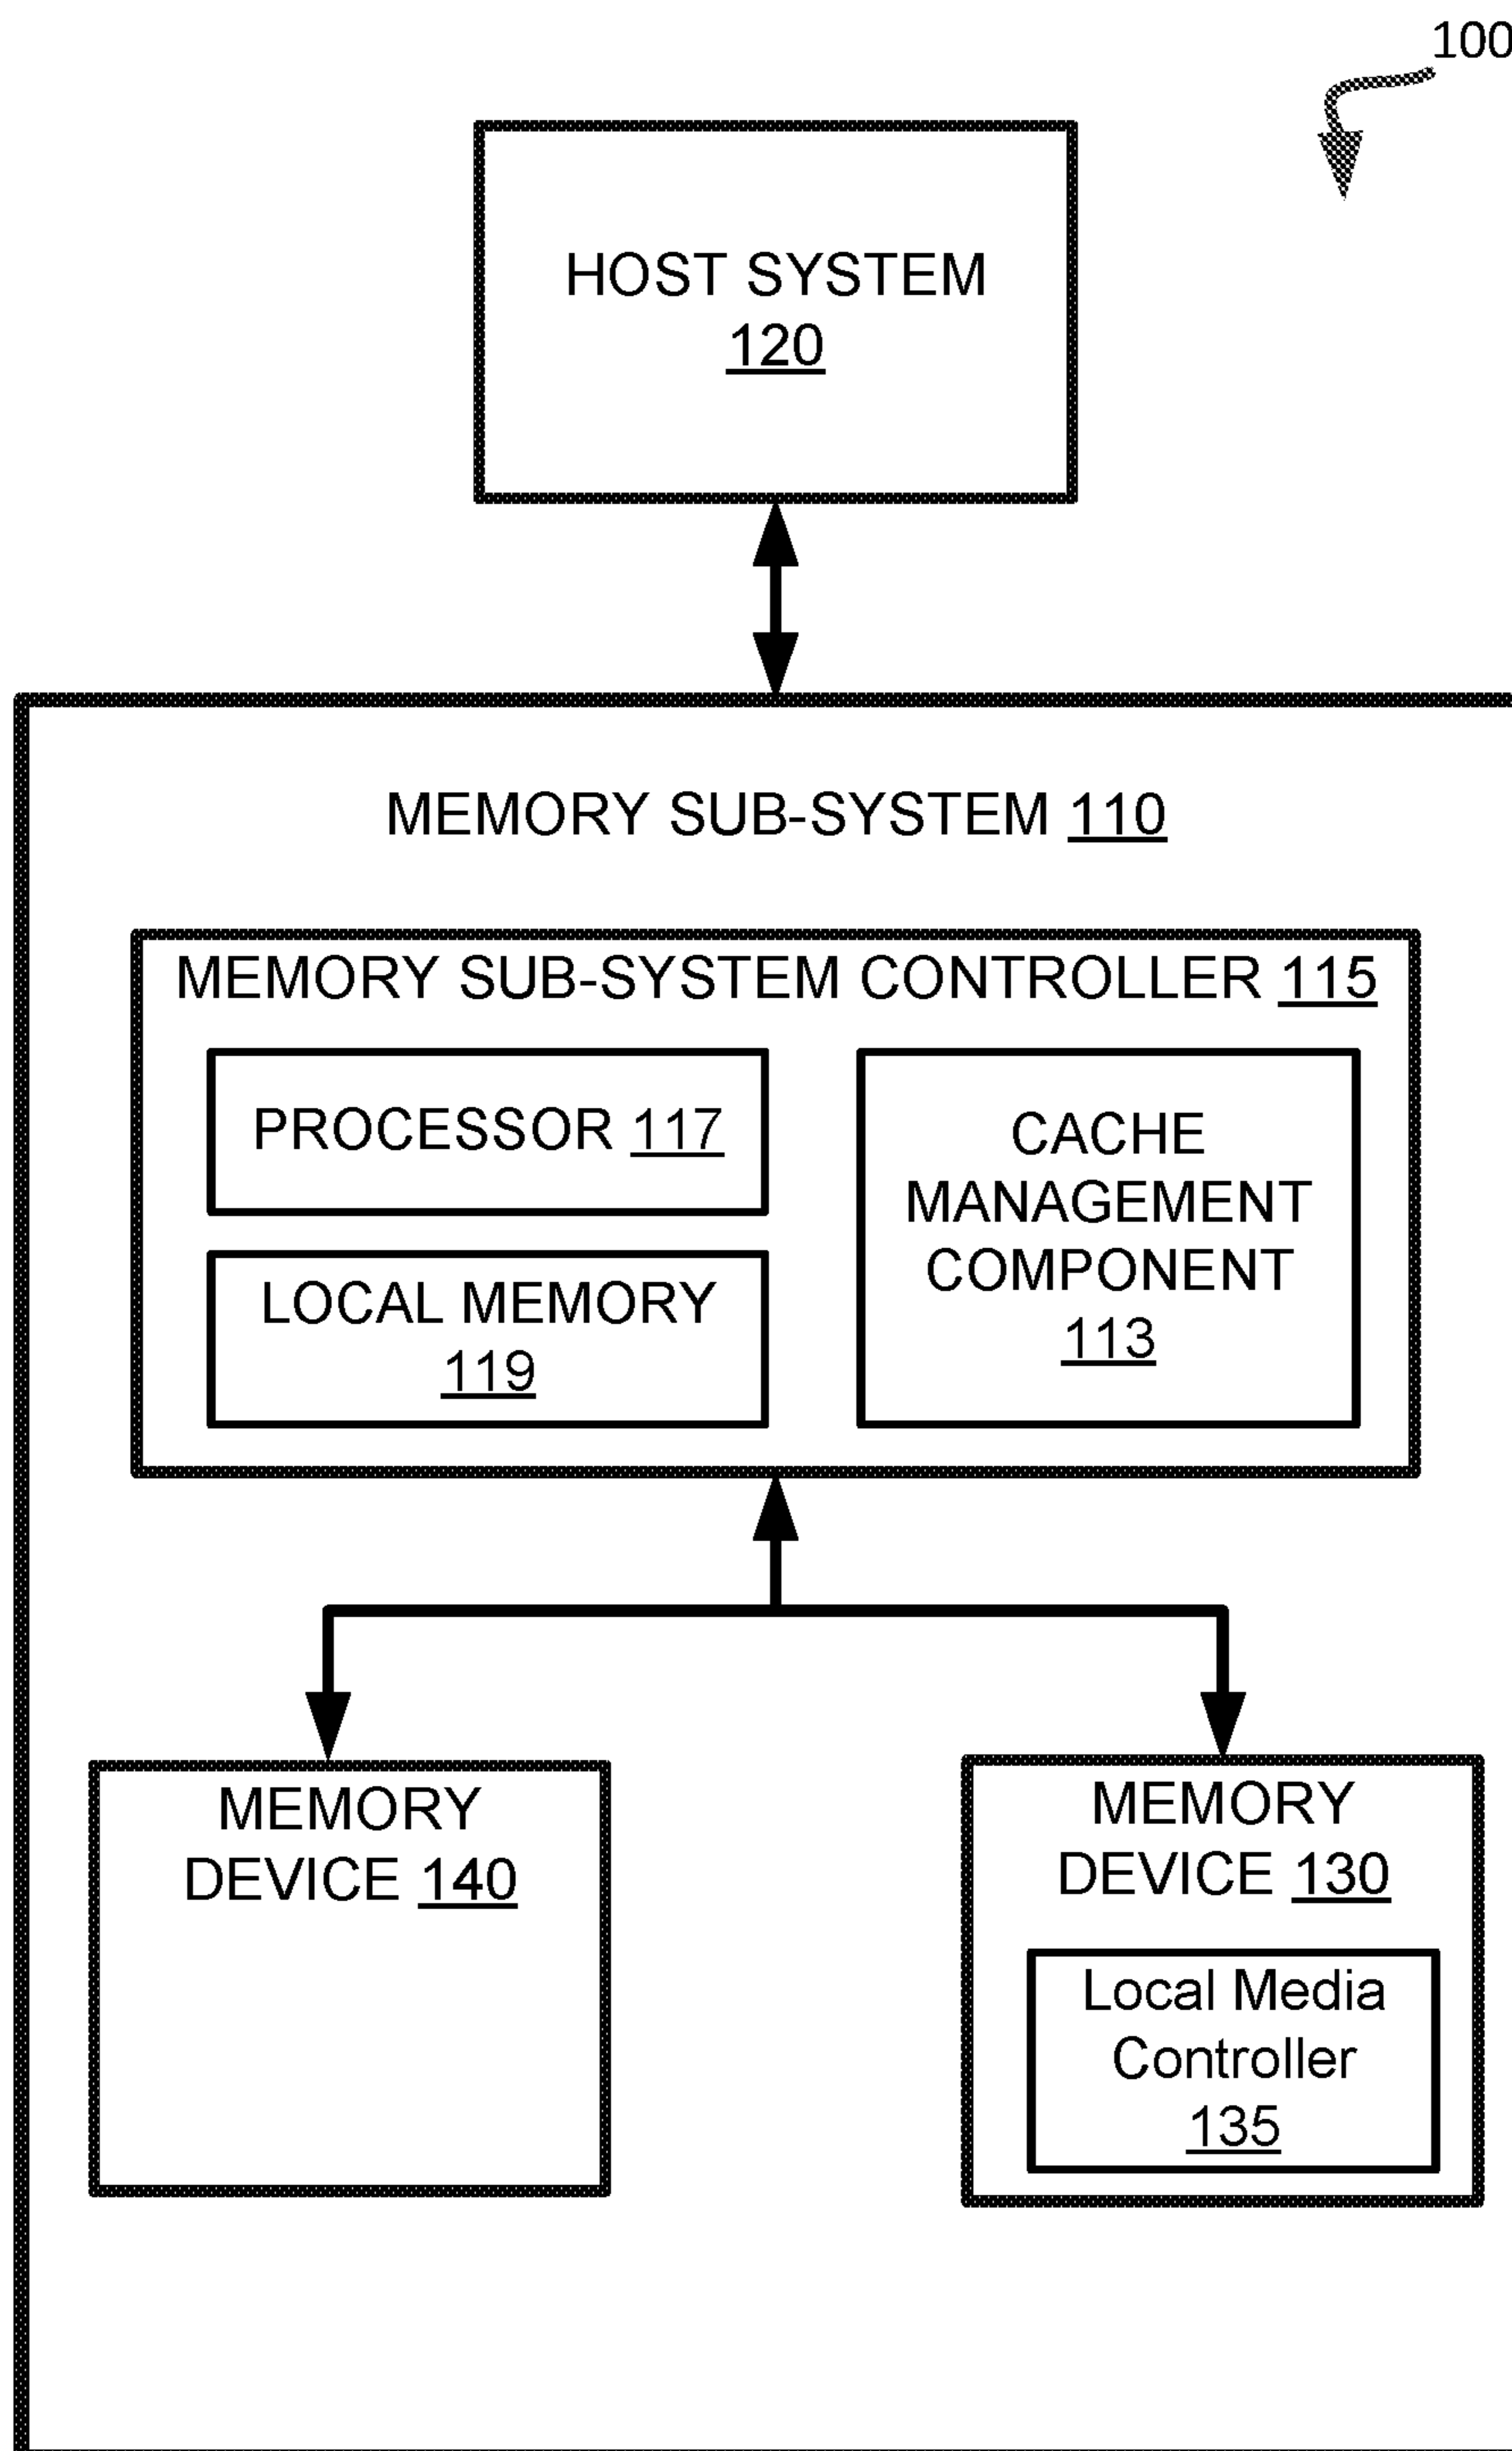 100
HOST SYSTEM
120
MEMORY SUB-SYSTEM 110
MEMORY SUB-SYSTEM CONTROLLER 115
PROCESSOR 117
LOCAL MEMORY
119
CACHE
MANAGEMENT
COMPONENT
113
MEMORY
DEVICE 140
MEMORY
DEVICE 130
Local Media
Controller
135